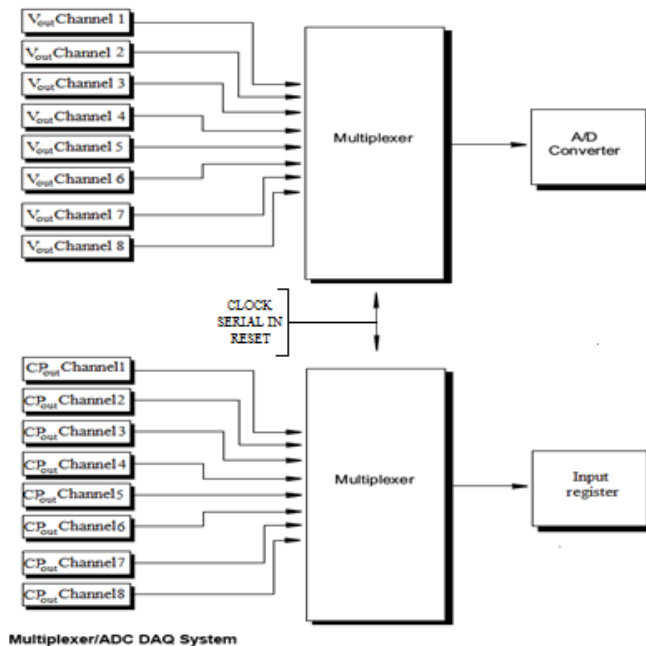 VoutChannel 1
VoutChannel 2
VoutChannel 3
VoutChannel 4
VoutChannel 5
VoutChannel 6
VoutChannel 7
VoutChannel 8
Multiplexer
A/D
Converter
CLOCK
SERIAL IN
RESET
CPoutChannel1
CPoutChannel2
CPoutChannel3
CPoutChannel4
CPoutChannel5
CPoutChannel6
CPoutChannel7
CPoutChannel8
Multiplexer
Input
register
Multiplexer/ADC DAQ System